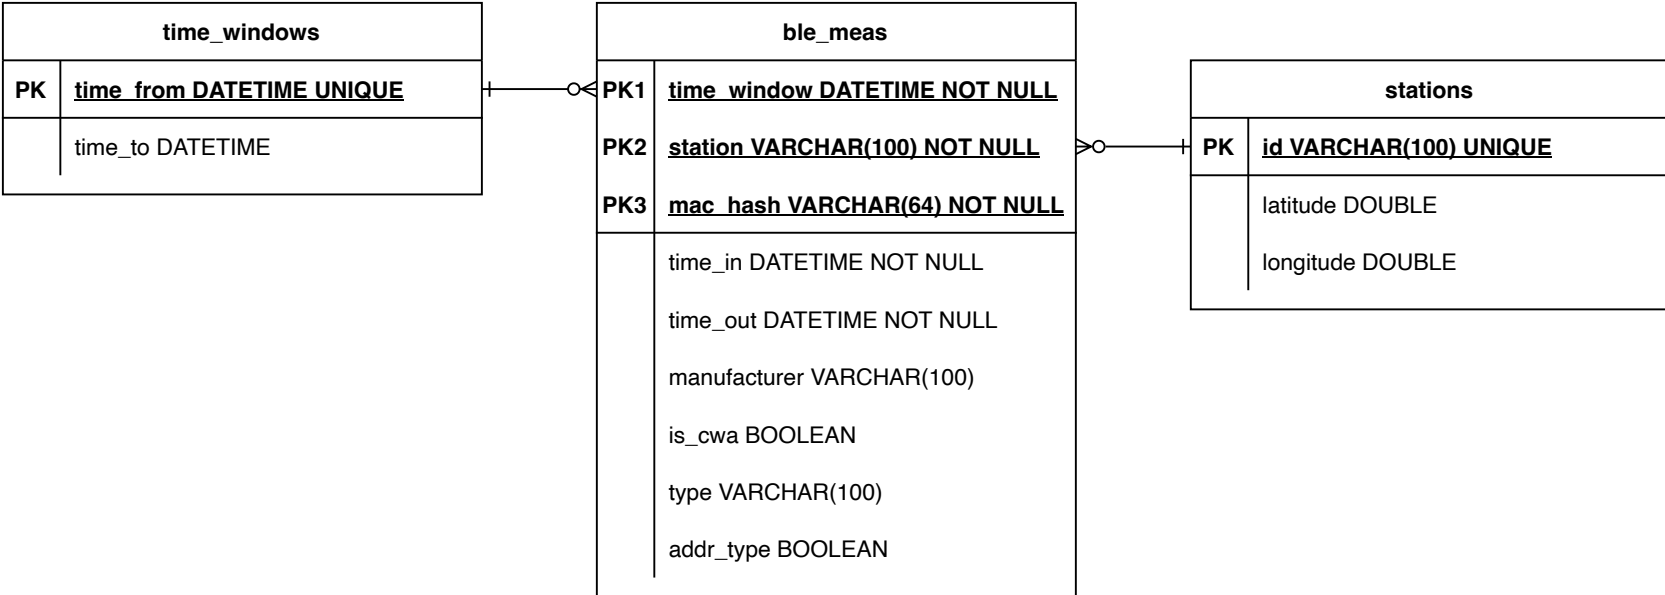 time_windows
PK time_from DATETIME UNIQUE
time_to DATETIME
ble_meas
PK1 time_window DATETIME NOT NULL
PK2 station VARCHAR(100) NOT NULL
PK3 mac_hash VARCHAR(64) NOT NULL
time_in DATETIME NOT NULL
time_out DATETIME NOT NULL
manufacturer VARCHAR(100)
is_cwa BOOLEAN
type VARCHAR(100)
addr_type BOOLEAN
stations
PK id VARCHAR(100) UNIQUE
latitude DOUBLE
longitude DOUBLE